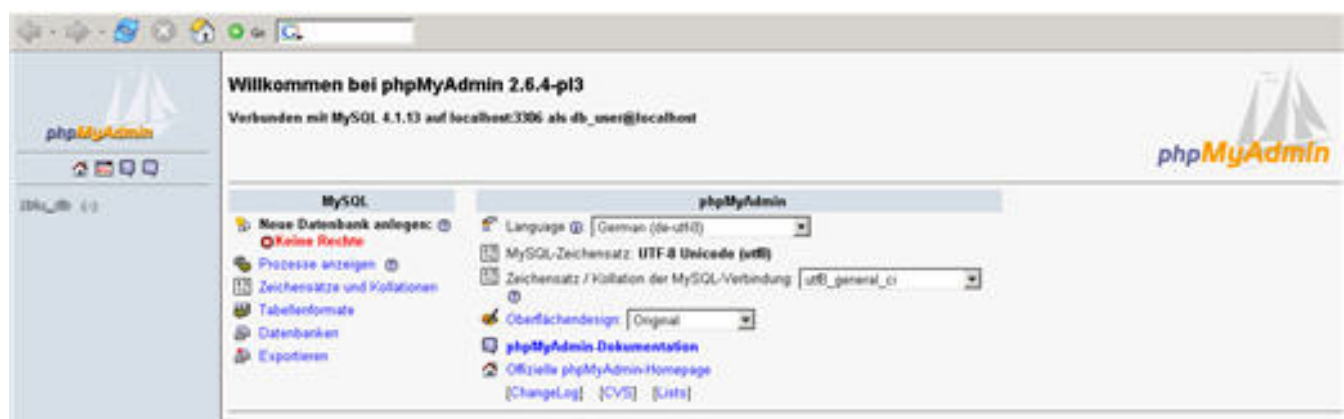 Go
phpMyAdmin
Willkommen bei phpMyAdmin 2.6.4-pl3
Verbunden mit MySQL 4.1.13 auf localhost:3306 als db_user@localhost
phpMyAdmin
(-)
MySQL
Neue Datenbank anlegen:
Keine Rechte
Prozesse anzeigen
Zeichensätze und Kollationen
Tabellenformate
Datenbanken
Exportieren
phpMyAdmin
Language German (de-utf-8)
MySQL-Zeichensatz: UTF-8 Unicode (utf8)
Zeichensatz / Kollation der MySQL-Verbindung: utf8_general_ci
Oberflächendesign: Original
phpMyAdmin-Dokumentation
Offizielle phpMyAdmin-Homepage
[ChangeLog] [CVS] [Lists]